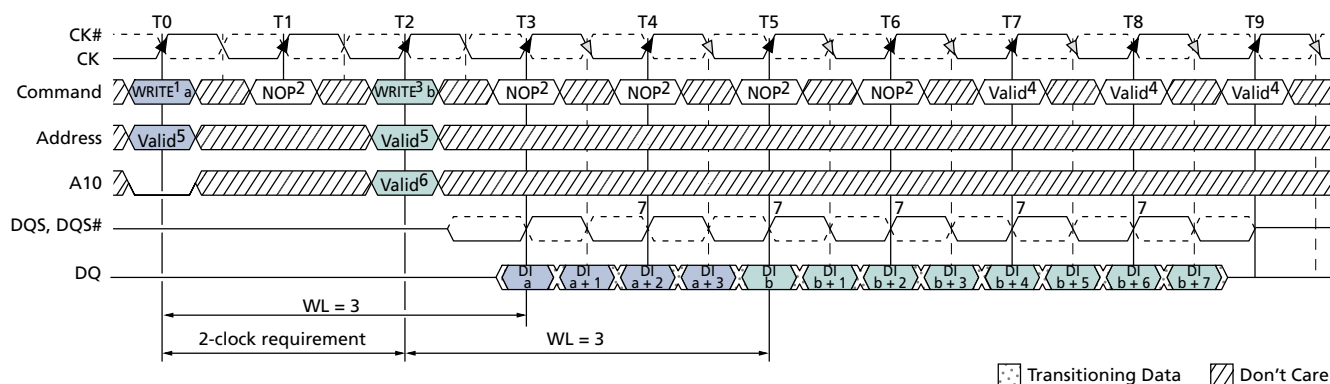 T0 T1 T2 T3 T4 T5 T6 T7 T8 T9
CK#
CK
Command WRITE1 a NOP2 WRITE3 b NOP2 NOP2 NOP2 NOP2 Valid4 Valid4 Valid4
Address Valid5 Valid5
A10 Valid6
7 7 7 7 7
DQS, DQS#
DQ DI a DI a + 1 DI a + 2 DI a + 3 DI b DI b + 1 DI b + 2 DI b + 3 DI b + 4 DI b + 5 DI b + 6 DI b + 7
WL = 3
2-clock requirement WL = 3
Transitioning Data Don't Care